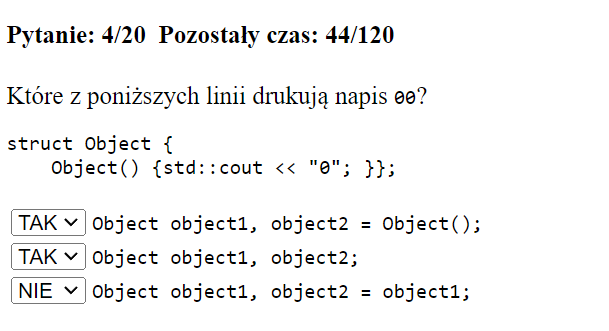 Pytanie: 4/20 Pozostały czas: 44/120
Które z poniższych linii drukują napis 00?
struct Object {
    Object() {std::cout << "0"; }};
TAK Object object1, object2 = Object();
TAK Object object1, object2;
NIE Object object1, object2 = object1;